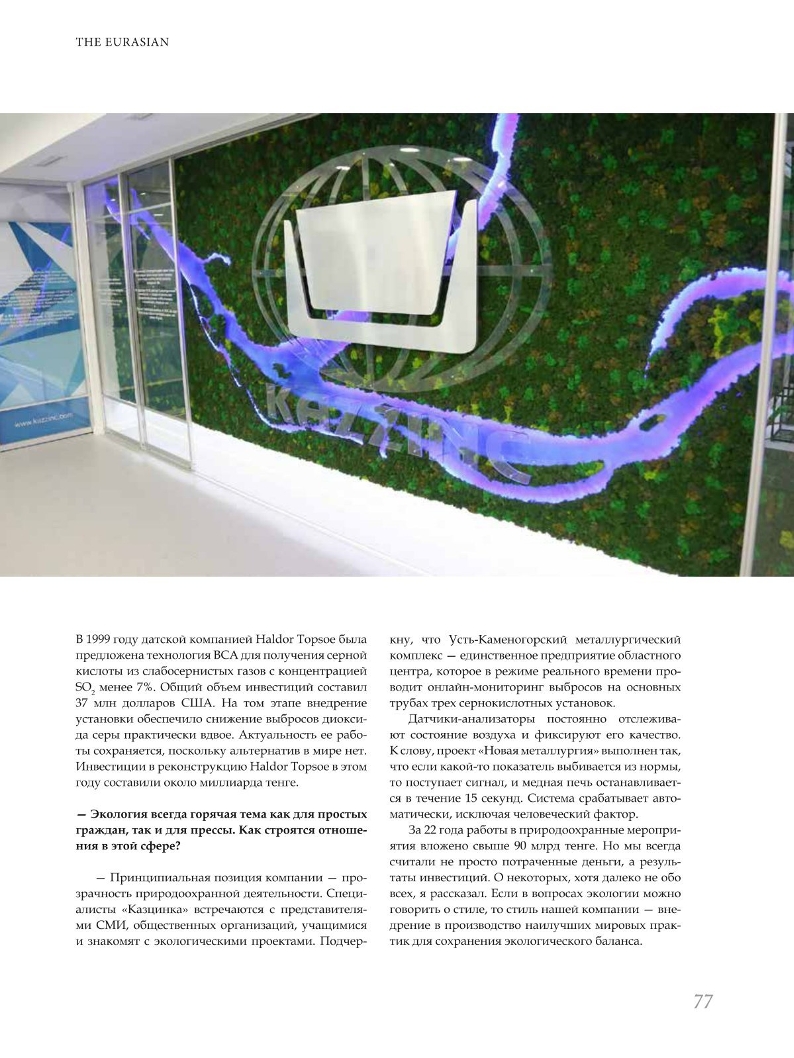 THE EURASIAN
www.kazzinc.com
KAZZINC
В 1999 году датской компанией Haldor Topsoe была
предложена технология ВСА для получения серной
кислоты из слабосернистых газов с концентрацией
SO₂ менее 7%. Общий объем инвестиций составил
37 млн долларов США. На том этапе внедрение
установки обеспечило снижение выбросов диокси-
да серы практически вдвое. Актуальность ее рабо-
ты сохраняется, поскольку альтернатив в мире нет.
Инвестиции в реконструкцию Haldor Topsoe в этом
году составили около миллиарда тенге.
— Экология всегда горячая тема как для простых
граждан, так и для прессы. Как строятся отноше-
ния в этой сфере?
— Принципиальная позиция компании — про-
зрачность природоохранной деятельности. Специ-
алисты «Казцинка» встречаются с представителя-
ми СМИ, общественных организаций, учащимися
и знакомят с экологическими проектами. Подчер-
кну, что Усть-Каменогорский металлургический
комплекс — единственное предприятие областного
центра, которое в режиме реального времени про-
водит онлайн-мониторинг выбросов на основных
трубах трех сернокислотных установок.
Датчики-анализаторы постоянно отслежива-
ют состояние воздуха и фиксируют его качество.
К слову, проект «Новая металлургия» выполнен так,
что если какой-то показатель выбивается из нормы,
то поступает сигнал, и медная печь останавливает-
ся в течение 15 секунд. Система срабатывает авто-
матически, исключая человеческий фактор.
За 22 года работы в природоохранные меропри-
ятия вложено свыше 90 млрд тенге. Но мы всегда
считали не просто потраченные деньги, а резуль-
таты инвестиций. О некоторых, хотя далеко не обо
всех, я рассказал. Если в вопросах экологии можно
говорить о стиле, то стиль нашей компании — вне-
дрение в производство наилучших мировых прак-
тик для сохранения экологического баланса.
77